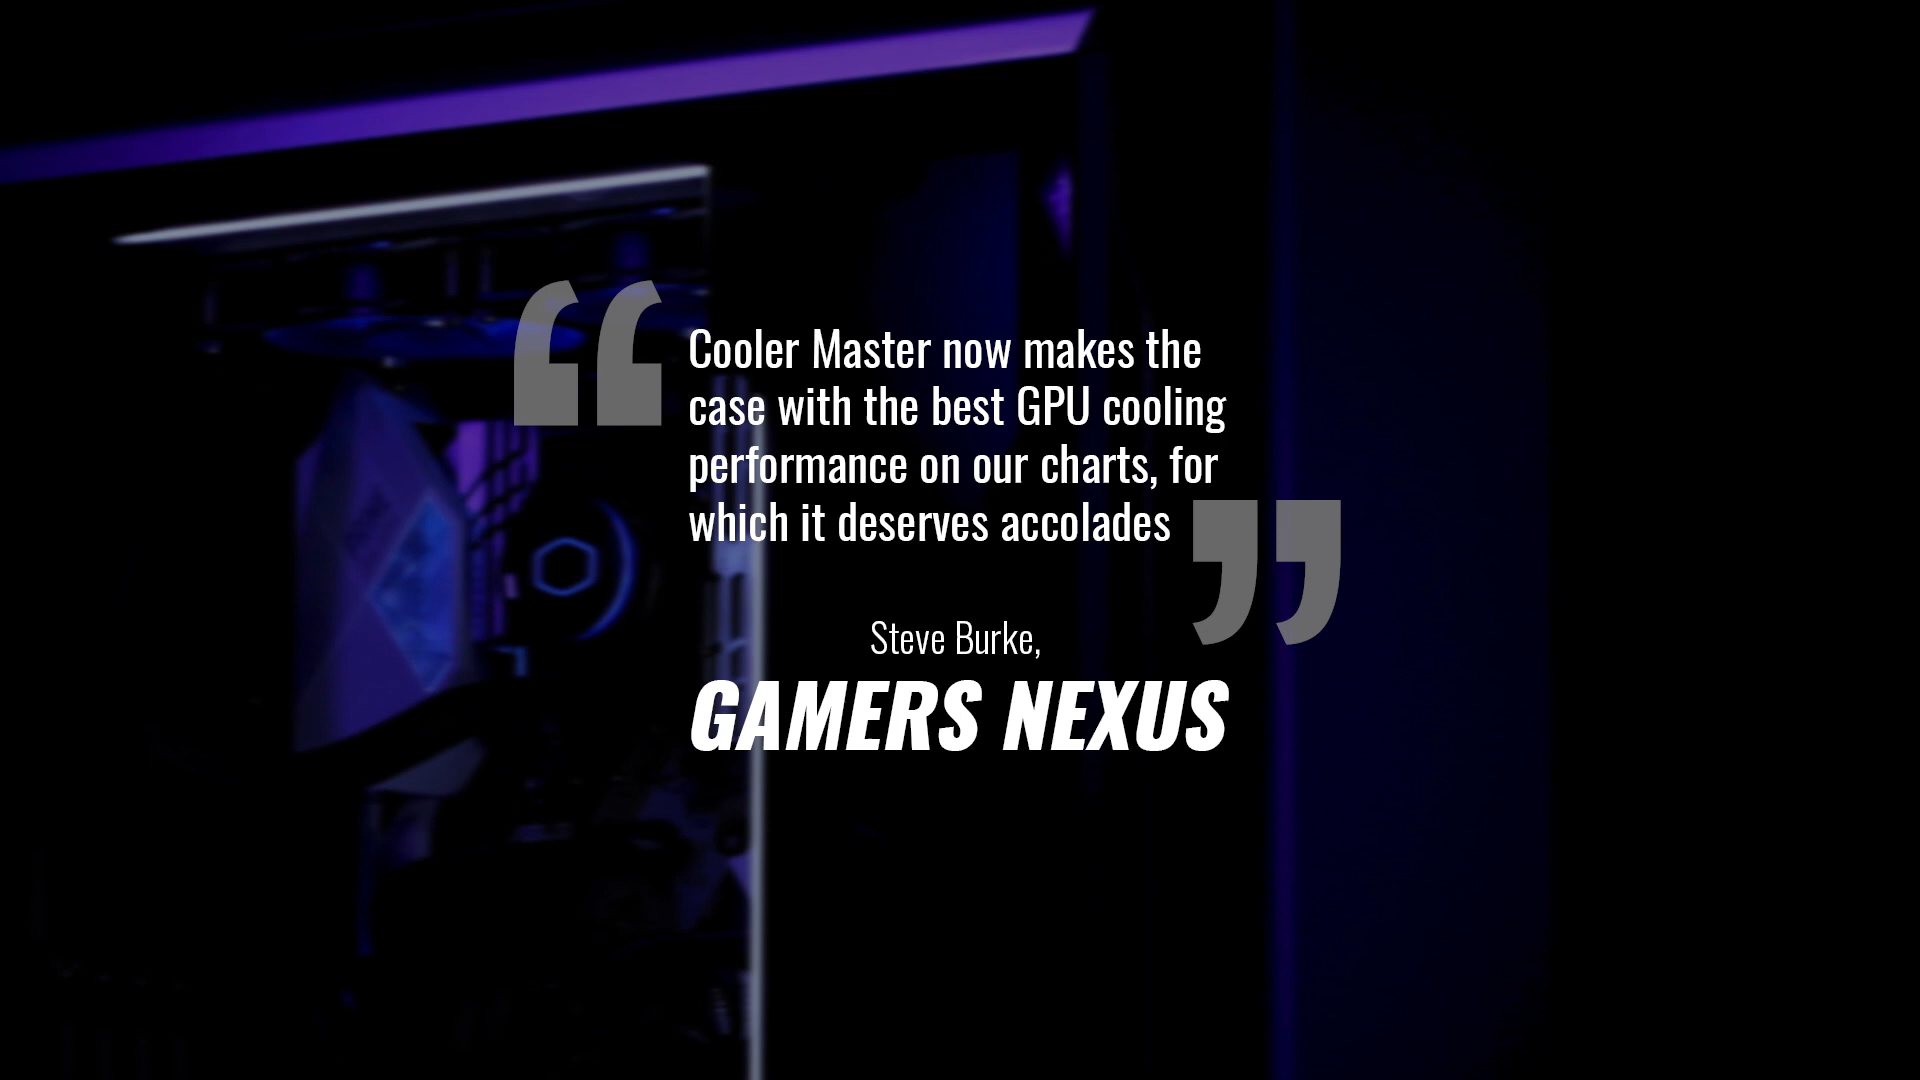 “Cooler Master now makes the
case with the best GPU cooling
performance on our charts, for
which it deserves accolades”
Steve Burke,
GAMERS NEXUS